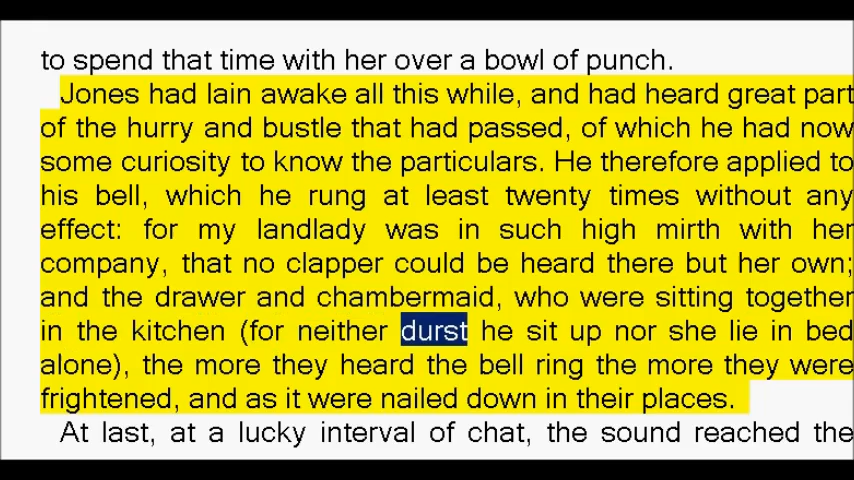 to spend that time with her over a bowl of punch.
Jones had lain awake all this while, and had heard great part
of the hurry and bustle that had passed, of which he had now
some curiosity to know the particulars. He therefore applied to
his bell, which he rung at least twenty times without any
effect: for my landlady was in such high mirth with her
company, that no clapper could be heard there but her own;
and the drawer and chambermaid, who were sitting together
in the kitchen (for neither durst he sit up nor she lie in bed
alone), the more they heard the bell ring the more they were
frightened, and as it were nailed down in their places.
At last, at a lucky interval of chat, the sound reached the